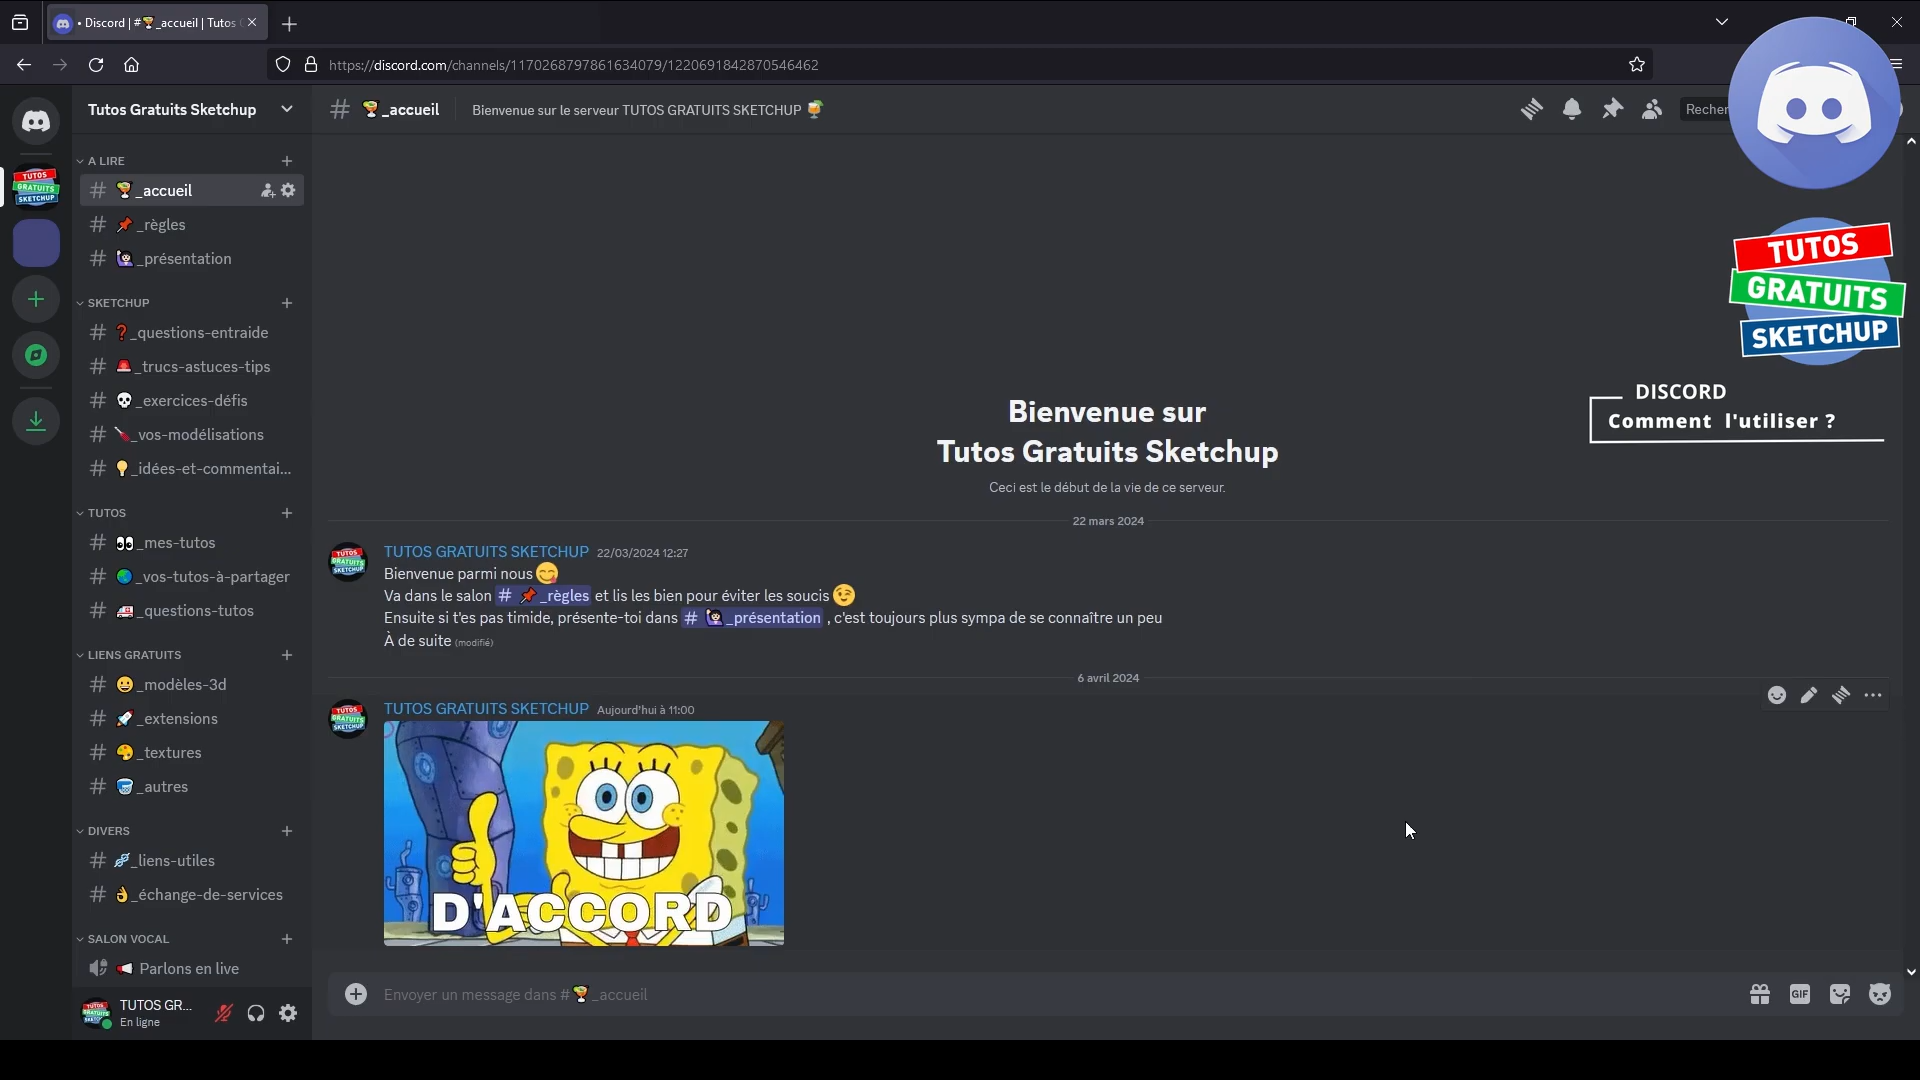 • Discord | #🍹_accueil | Tutos
https://discord.com/channels/1170268797861634079/1220691842870546462
Tutos Gratuits Sketchup
# 🍹_accueil
Bienvenue sur le serveur TUTOS GRATUITS SKETCHUP 🍹
Recher
TUTOS
GRATUITS
SKETCHUP
DISCORD
Comment l'utiliser ?
A LIRE
# 🍹_accueil
# 📌_règles
# 🙋_présentation
SKETCHUP
# ❓_questions-entraide
# 🚨_trucs-astuces-tips
# 💀_exercices-défis
# 🪛_vos-modélisations
# 💡_idées-et-commentai...
TUTOS
# 👀_mes-tutos
# 🌍_vos-tutos-à-partager
# 🚑_questions-tutos
LIENS GRATUITS
# 😀_modèles-3d
# 🚀_extensions
# 🎨_textures
# 🪣_autres
DIVERS
# 🔗_liens-utiles
# 👌_échange-de-services
SALON VOCAL
📢 Parlons en live
TUTOS GR...
En ligne
Bienvenue sur
Tutos Gratuits Sketchup
Ceci est le début de la vie de ce serveur.
22 mars 2024
TUTOS GRATUITS SKETCHUP 22/03/2024 12:27
Bienvenue parmi nous 😋
Va dans le salon # 📌_règles et lis les bien pour éviter les soucis 😉
Ensuite si t'es pas timide, présente-toi dans # 🙋_présentation , c'est toujours plus sympa de se connaître un peu
À de suite (modifié)
6 avril 2024
TUTOS GRATUITS SKETCHUP Aujourd'hui à 11:00
D'ACCORD
Envoyer un message dans #🍹_accueil
GIF